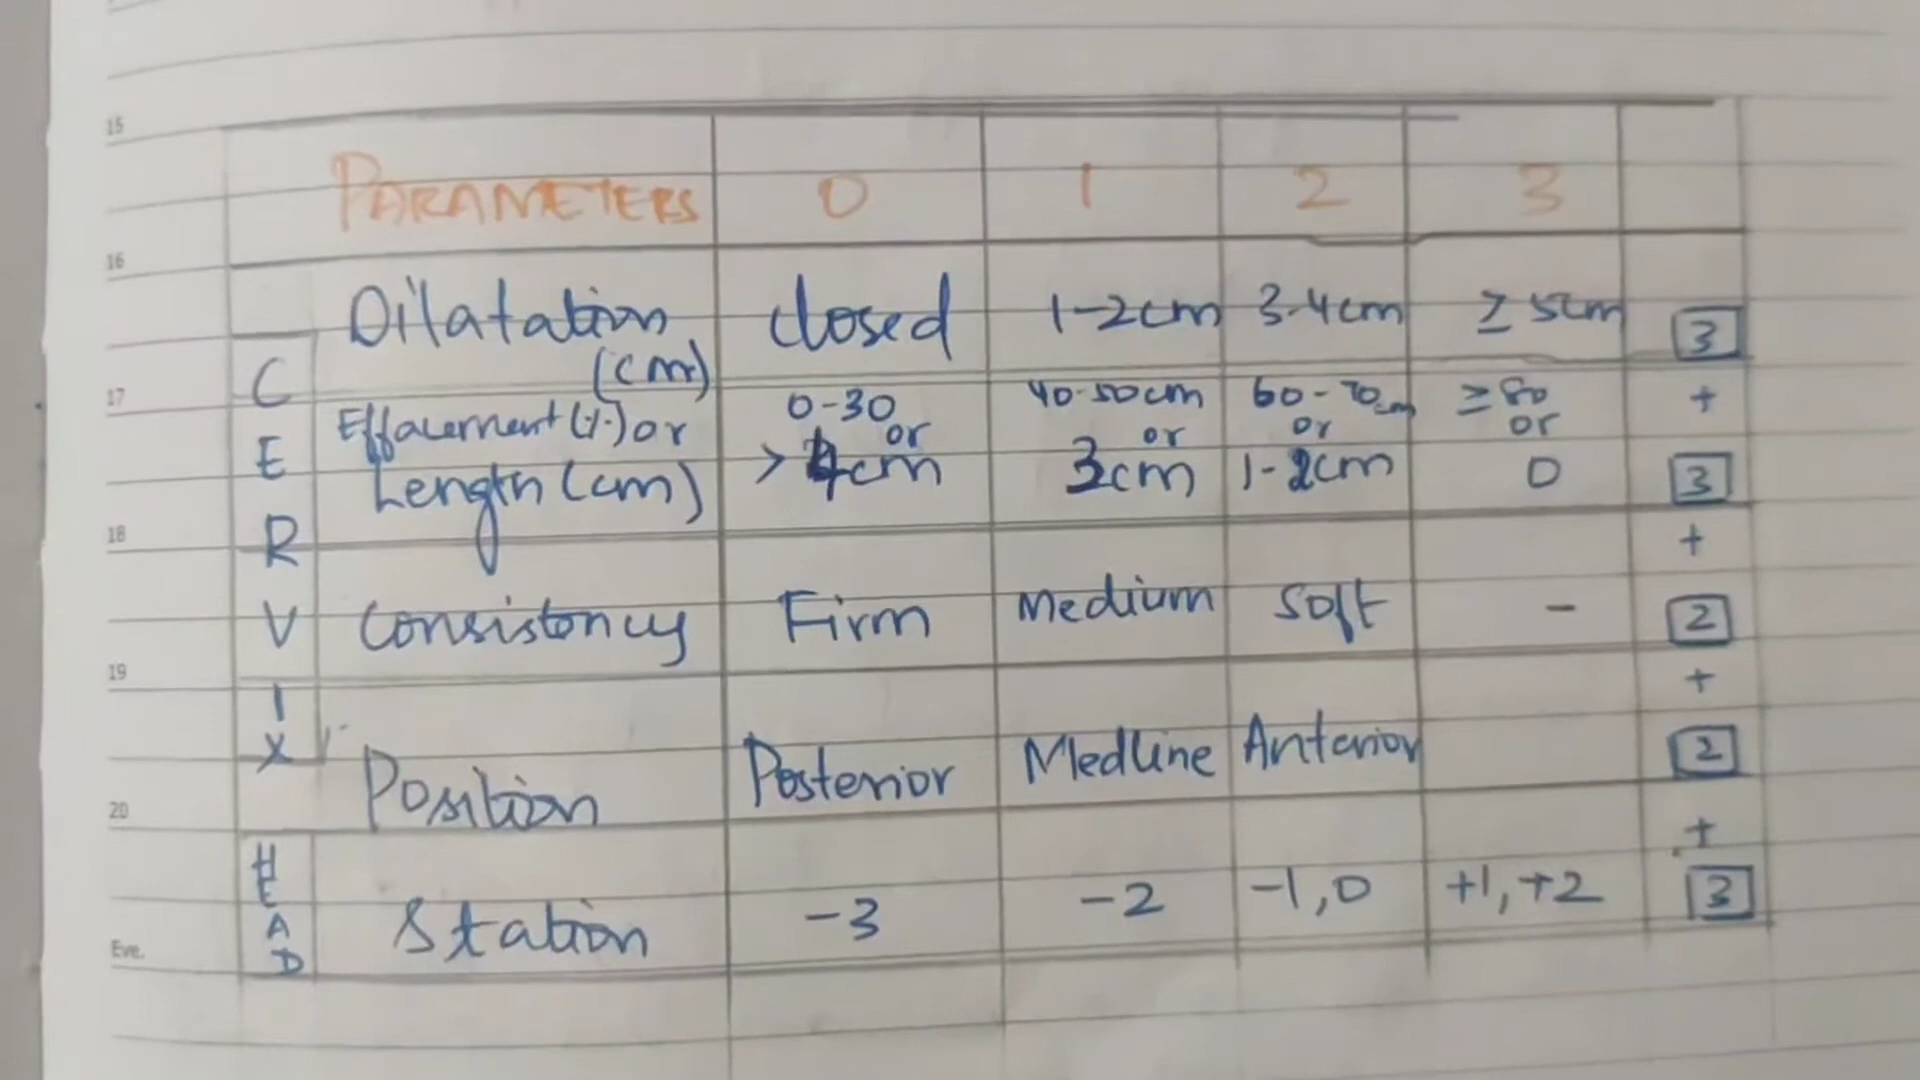 15
PARAMETERS 0 1 2 3
16
Dilatation (cm) closed 1-2cm 3-4cm ≥ 5cm 3
17
+
Effacement (%) or 0-30 or 40-50cm or 60-70cm or ≥80 or
Length (cm) > 4cm 3cm 1-2cm 0 3
18
+
Consistency Firm Medium Soft - 2
19
+
Position Posterior Medline Anterior 2
20
+
Station -3 -2 -1, 0 +1, +2 3
Eve.
CERVIX
HEAD